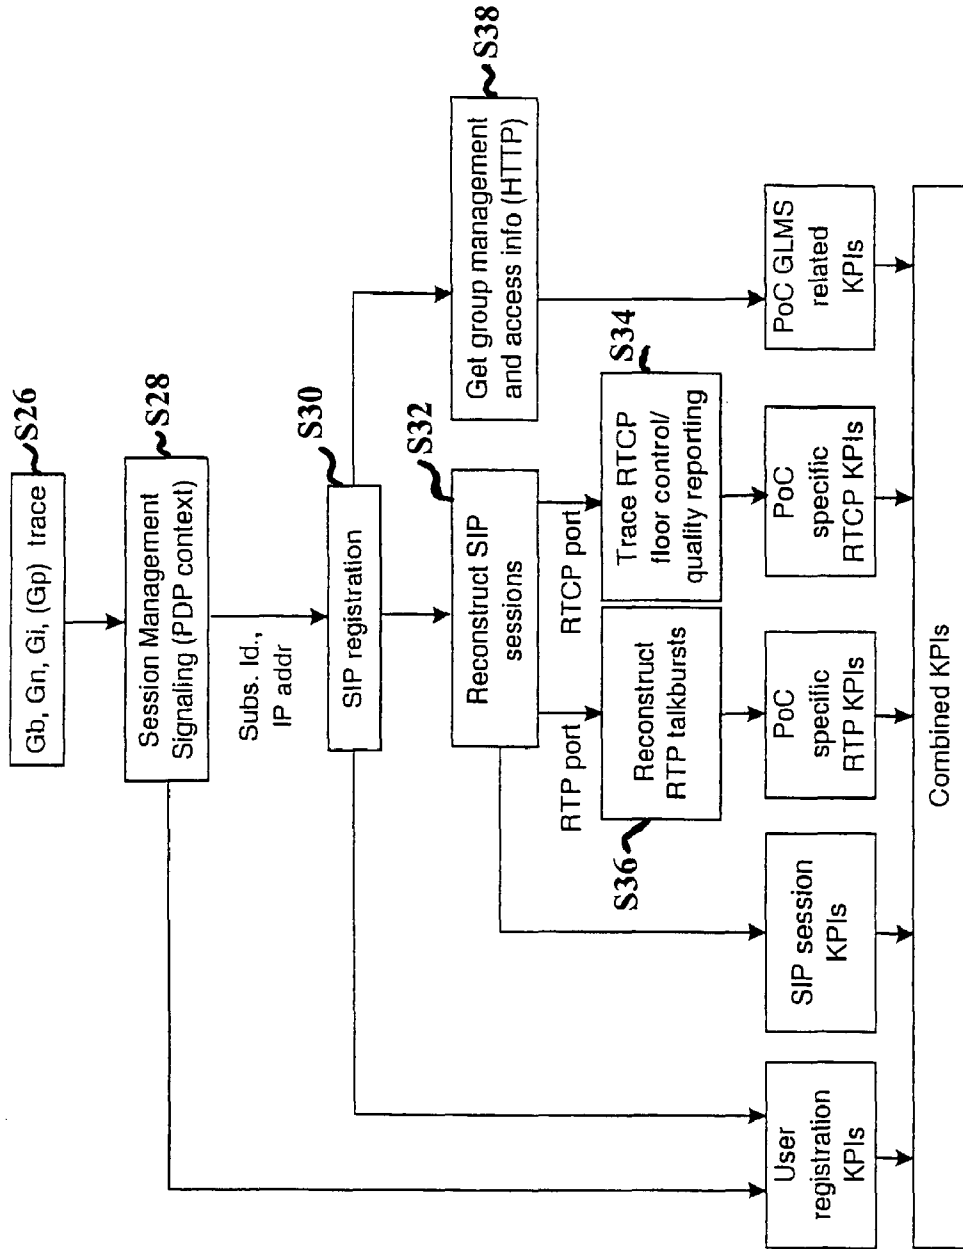 Gb, Gn, Gi, (Gp) trace
S26
Session Management
Signaling (PDP context)
S28
Subs. Id.,
IP addr
SIP registration
S30
Reconstruct SIP
sessions
S32
Get group management
and access info (HTTP)
S38
RTP port
RTCP port
Reconstruct
RTP talkbursts
S36
Trace RTCP
floor control/
quality reporting
S34
User
registration
KPIs
SIP session
KPIs
PoC
specific
RTP KPIs
PoC
specific
RTCP KPIs
PoC GLMS
related
KPIs
Combined KPIs